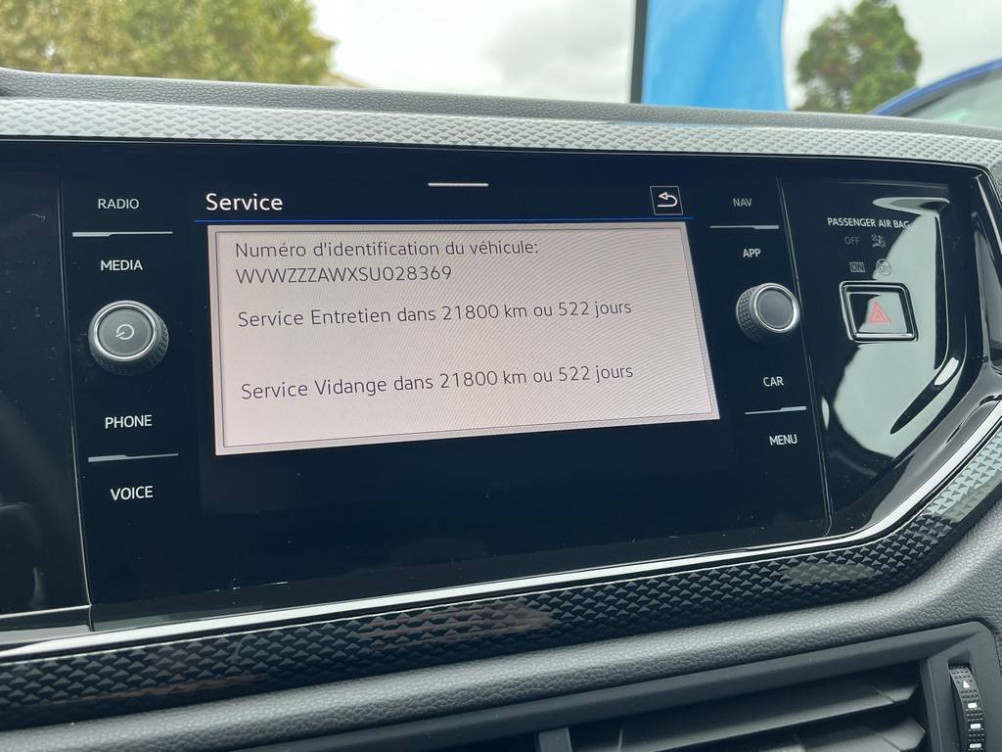 RADIO
MEDIA
PHONE
VOICE
Service
Numéro d'identification du véhicule:
WVWZZZAWXSU028369
Service Entretien dans 21800 km ou 522 jours
Service Vidange dans 21800 km ou 522 jours
NAV
APP
CAR
MENU
PASSENGER AIR BAG
OFF
ON